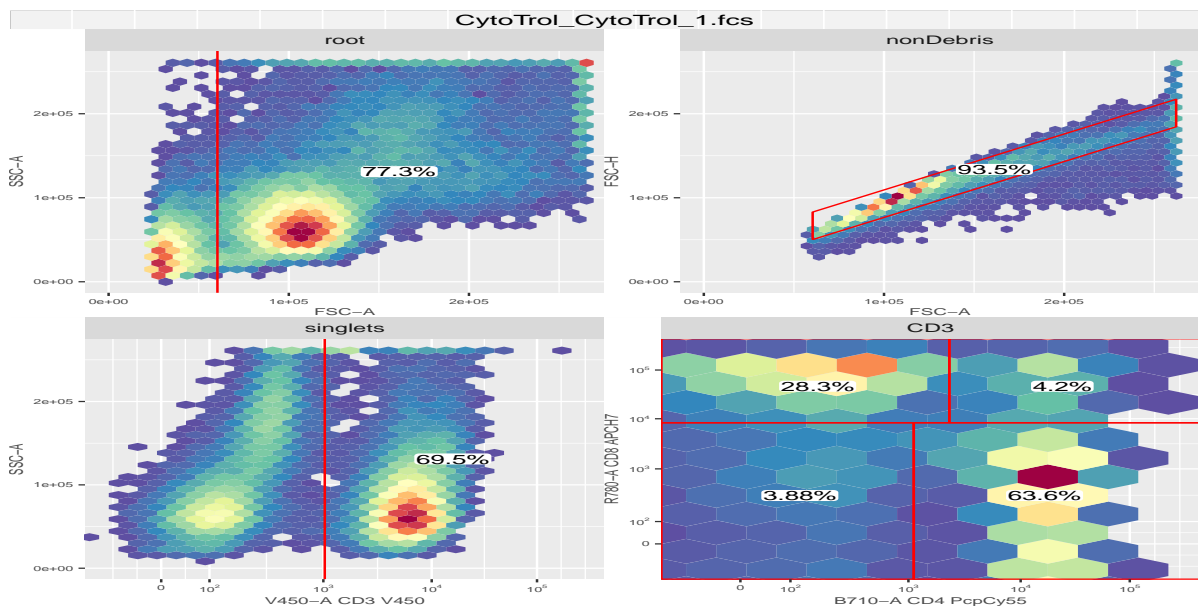 CytoTrol_CytoTrol_1.fcs
root
nonDebris
SSC-A
2e+05
1e+05
0e+00
77.3%
0e+00
1e+05
2e+05
FSC-A
FSC-H
2e+05
1e+05
0e+00
93.5%
0e+00
1e+05
2e+05
FSC-A
singlets
CD3
SSC-A
2e+05
1e+05
0e+00
69.5%
0
10²
10³
10⁴
10⁵
V450-A CD3 V450
R780-A CD8 APCH7
10⁵
10⁴
10³
10²
0
28.3%
4.2%
3.88%
63.6%
0
10²
10³
10⁴
10⁵
B710-A CD4 PcpCy55